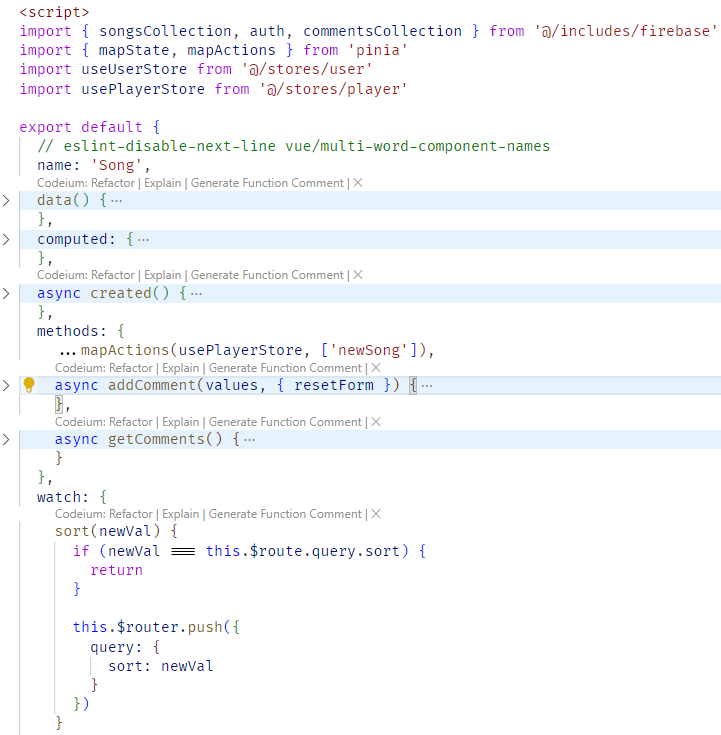 <script>
import { songsCollection, auth, commentsCollection } from '@/includes/firebase'
import { mapState, mapActions } from 'pinia'
import useUserStore from '@/stores/user'
import usePlayerStore from '@/stores/player'

export default {
  // eslint-disable-next-line vue/multi-word-component-names
  name: 'Song',
  Codeium: Refactor | Explain | Generate Function Comment | ×
  data() { ···
  },
  computed: { ···
  },
  Codeium: Refactor | Explain | Generate Function Comment | ×
  async created() { ···
  },
  methods: {
    ...mapActions(usePlayerStore, ['newSong']),
    Codeium: Refactor | Explain | Generate Function Comment | ×
    async addComment(values, { resetForm }) { ···
    },
    Codeium: Refactor | Explain | Generate Function Comment | ×
    async getComments() { ···
    }
  },
  watch: {
    Codeium: Refactor | Explain | Generate Function Comment | ×
    sort(newVal) {
      if (newVal === this.$route.query.sort) {
        return
      }

      this.$router.push({
        query: {
          sort: newVal
        }
      })
    }